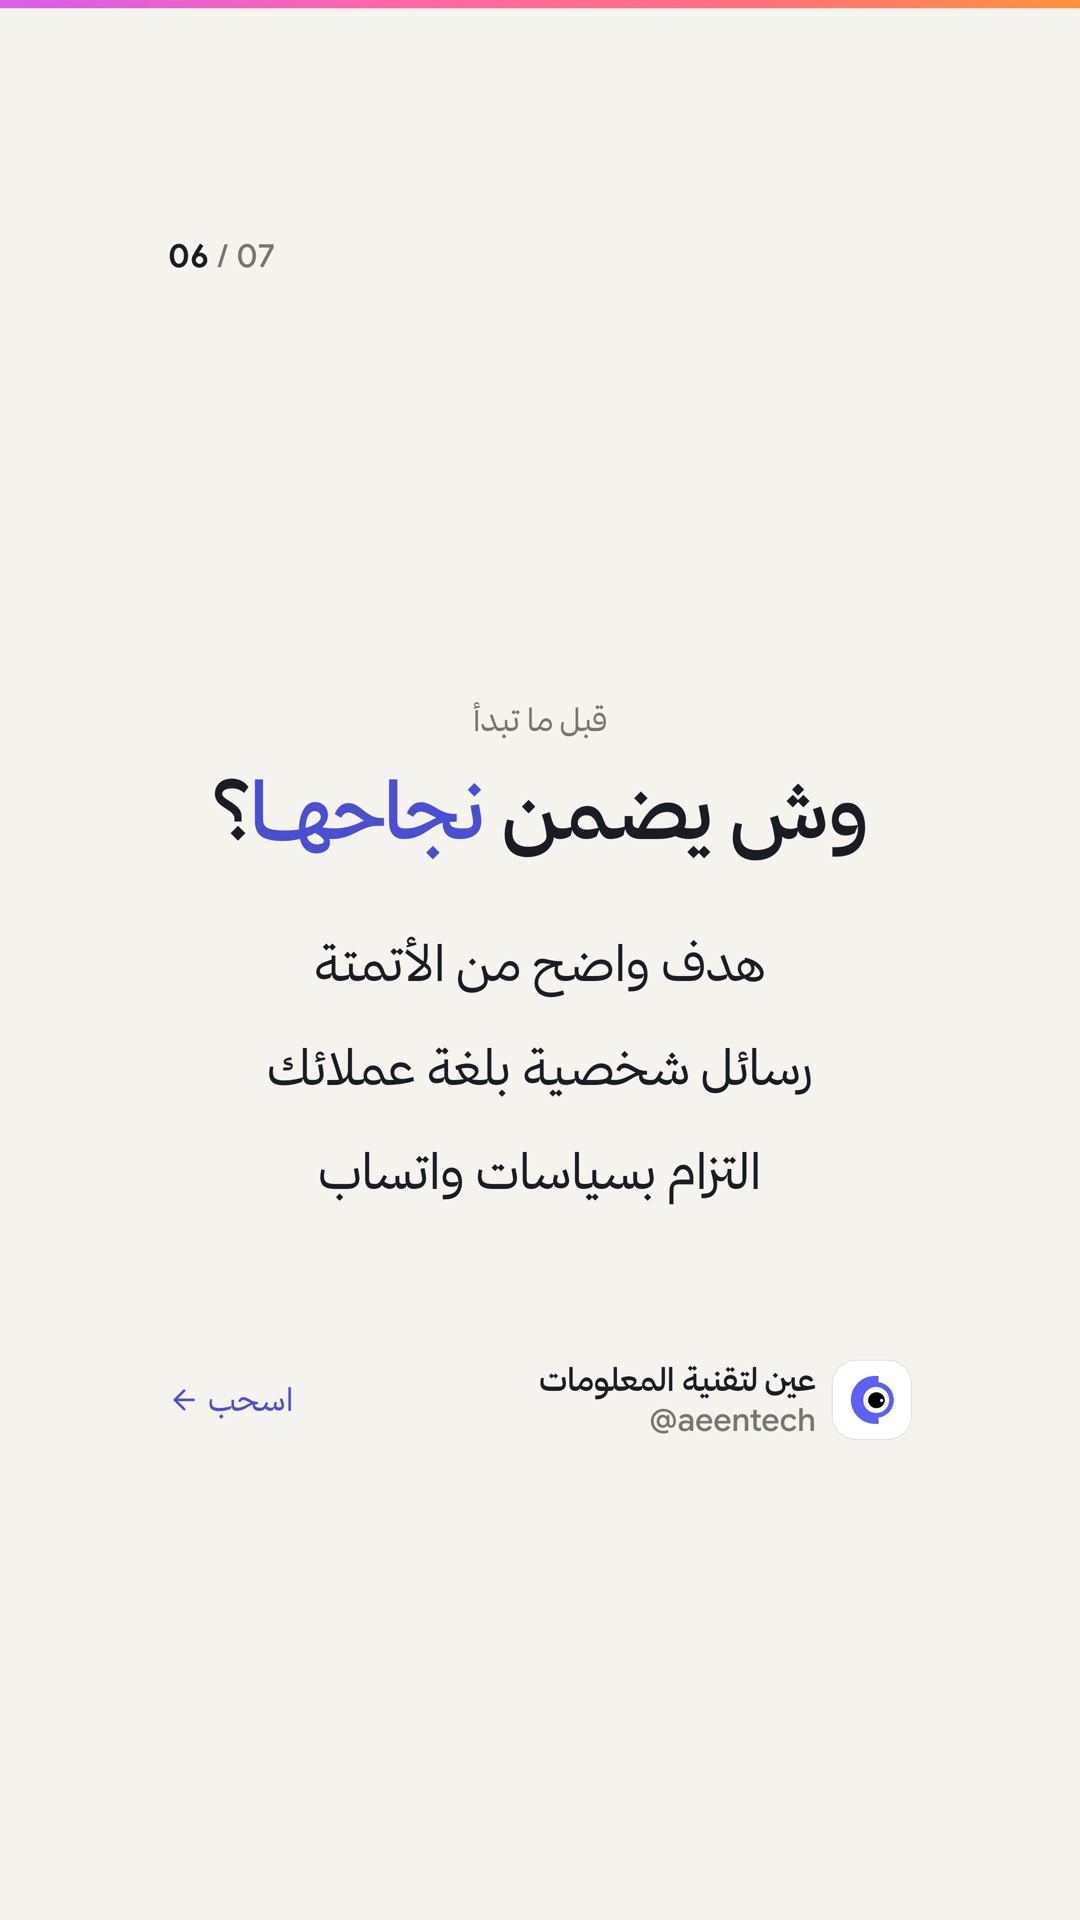 06 / 07
قبل ما تبدأ
وش يضمن نجاحها؟
هدف واضح من الأتمتة
رسائل شخصية بلغة عملائك
التزام بسياسات واتساب
عين لتقنية المعلومات
@aeentech
اسحب ←